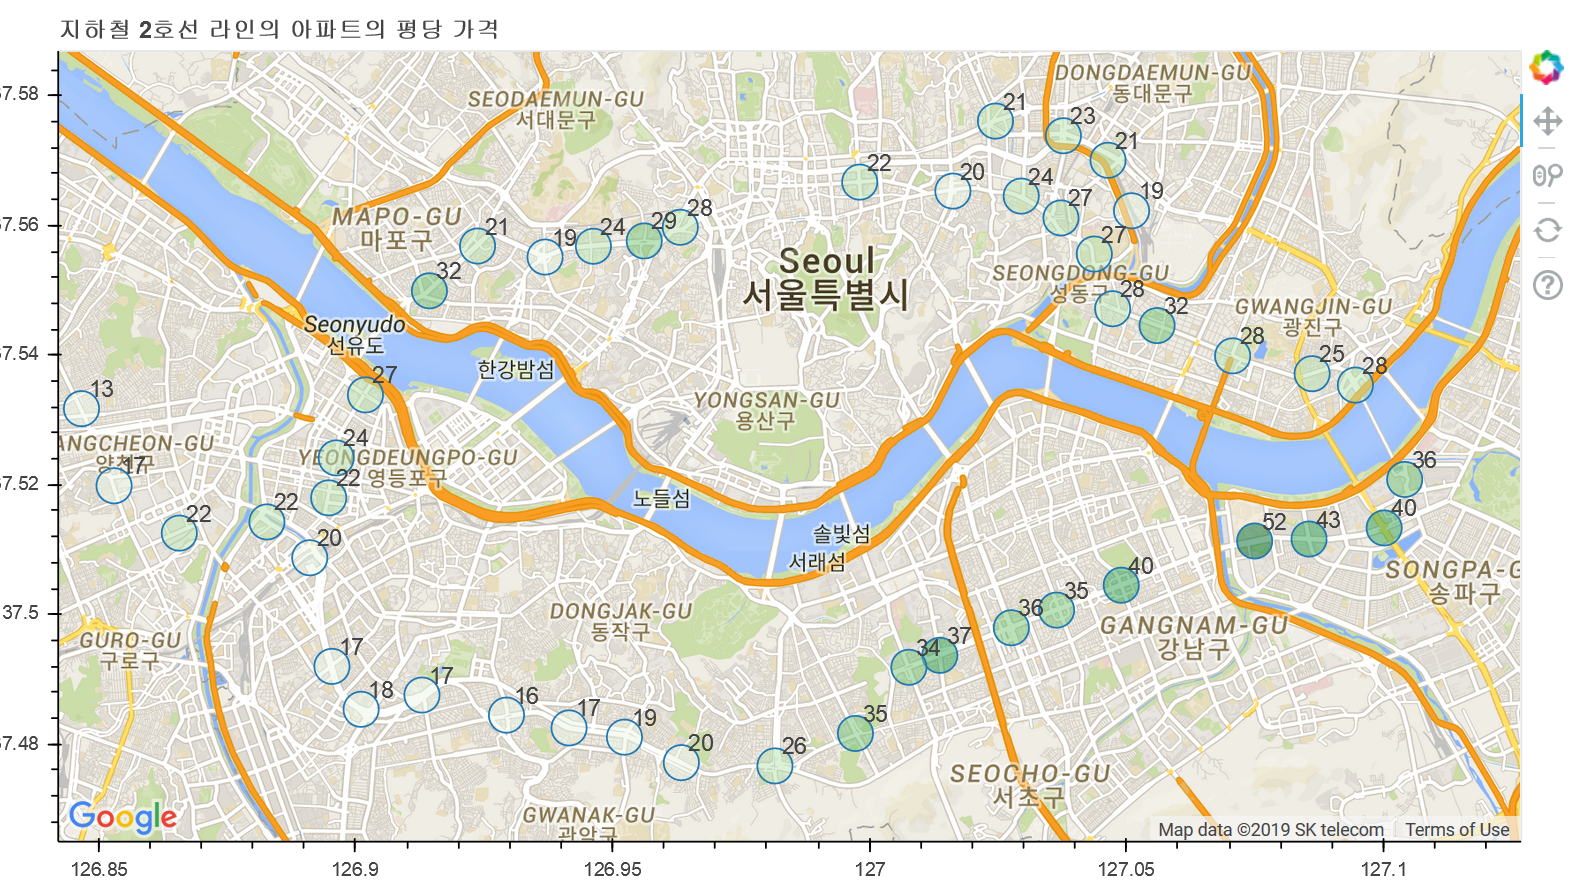 지하철 2호선 라인의 아파트의 평당 가격
37.58
37.56
37.54
37.52
37.5
37.48
126.85
126.9
126.95
127
127.05
127.1
SEODAEMUN-GU
서대문구
DONGDAEMUN-GU
동대문구
21
23
21
22
20
24
27
19
27
MAPO-GU
마포구
21
19
24
29
28
32
Seoul
서울특별시
SEONGDONG-GU
성동구
28
32
GWANGJIN-GU
광진구
28
25
28
Seonyudo
선유도
한강밤섬
27
13
YONGSAN-GU
용산구
ANGCHEON-GU
양천구
17
24
YEONGDEUNGPO-GU
영등포구
22
22
22
20
노들섬
솔빛섬
서래섬
36
52
43
40
SONGPA-G
송파구
40
35
36
GANGNAM-GU
강남구
DONGJAK-GU
동작구
GURO-GU
구로구
37
34
17
18
17
16
17
19
20
26
35
SEOCHO-GU
서초구
GWANAK-GU
관악구
Google
Map data ©2019 SK telecom
Terms of Use